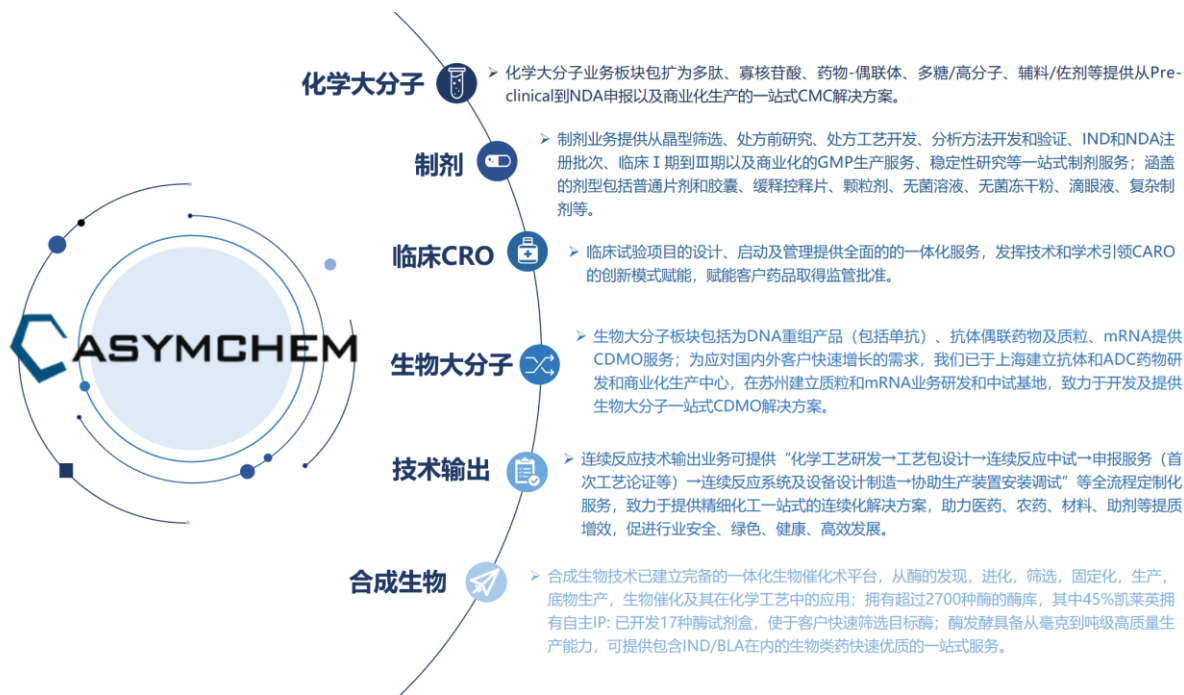 化学大分子
➢ 化学大分子业务板块包扩为多肽、寡核苷酸、药物-偶联体、多糖/高分子、辅料/佐剂等提供从Pre-
clinical到NDA申报以及商业化生产的一站式CMC解决方案。
制剂
➢ 制剂业务提供从晶型筛选、处方前研究、处方工艺开发、分析方法开发和验证、IND和NDA注
册批次、临床Ⅰ期到Ⅲ期以及商业化的GMP生产服务、稳定性研究等一站式制剂服务；涵盖
的剂型包括普通片剂和胶囊、缓释控释片、颗粒剂、无菌溶液、无菌冻干粉、滴眼液、复杂制
剂等。
临床CRO
➢ 临床试验项目的设计、启动及管理提供全面的的一体化服务，发挥技术和学术引领CARO
的创新模式赋能，赋能客户药品取得监管批准。
ASYMCHEM
生物大分子
➢ 生物大分子板块包括为DNA重组产品（包括单抗）、抗体偶联药物及质粒、mRNA提供
CDMO服务；为应对国内外客户快速增长的需求，我们已于上海建立抗体和ADC药物研
发和商业化生产中心，在苏州建立质粒和mRNA业务研发和中试基地，致力于开发及提供
生物大分子一站式CDMO解决方案。
技术输出
➢ 连续反应技术输出业务可提供“化学工艺研发→工艺包设计→连续反应中试→申报服务（首
次工艺论证等）→连续反应系统及设备设计制造→协助生产装置安装调试”等全流程定制化
服务，致力于提供精细化工一站式的连续化解决方案，助力医药、农药、材料、助剂等提质
增效，促进行业安全、绿色、健康、高效发展。
合成生物
➢ 合成生物技术已建立完备的一体化生物催化术平台，从酶的发现，进化，筛选，固定化，生产，
底物生产，生物催化及其在化学工艺中的应用；拥有超过2700种酶的酶库，其中45%凯莱英拥
有自主IP: 已开发17种酶试剂盒，使于客户快速筛选目标酶；酶发酵具备从毫克到吨级高质量生
产能力，可提供包含IND/BLA在内的生物类药快速优质的一站式服务。